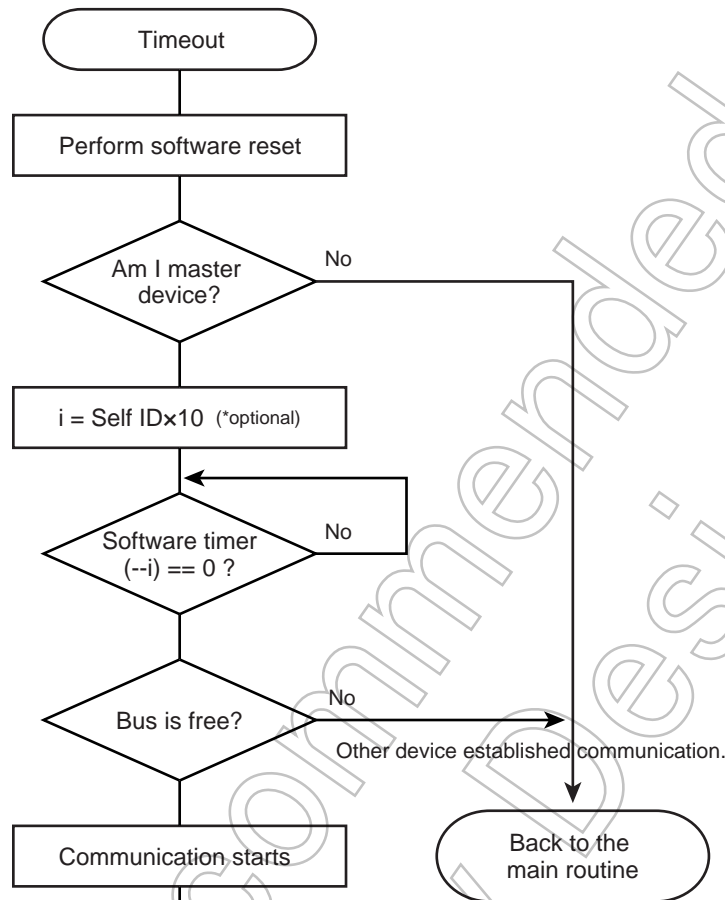 Timeout
Perform software reset
Am I master
device?
No
i = Self ID×10 (*optional)
Software timer
(--i) == 0 ?
No
Bus is free?
No
Other device established communication.
Communication starts
Back to the
main routine